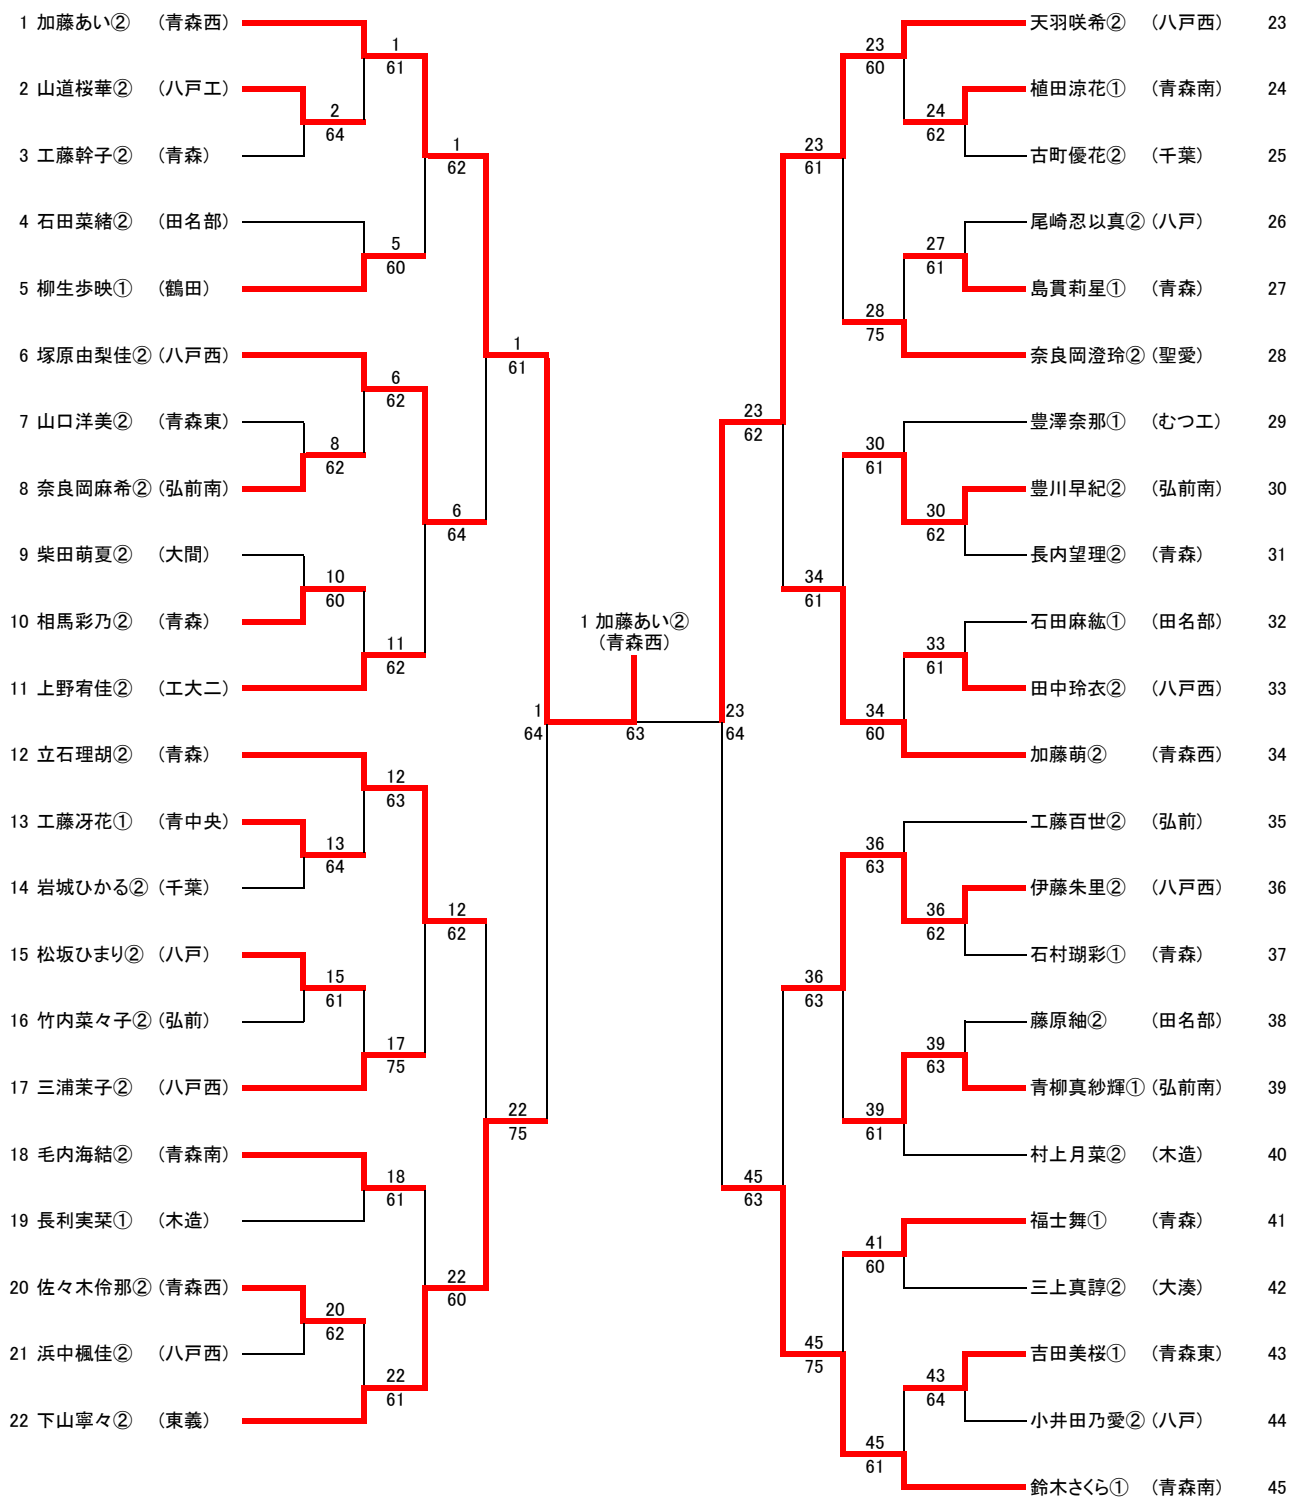 1 加藤あい② (青森西)
2 山道桜華② (八戸工)
3 工藤幹子② (青森)
4 石田菜緒② (田名部)
5 柳生歩映① (鶴田)
6 塚原由梨佳② (八戸西)
7 山口洋美② (青森東)
8 奈良岡麻希② (弘前南)
9 柴田萌夏② (大間)
10 相馬彩乃② (青森)
11 上野宥佳② (工大二)
12 立石理胡② (青森)
13 工藤冴花① (青中央)
14 岩城ひかる② (千葉)
15 松坂ひまり② (八戸)
16 竹内菜々子② (弘前)
17 三浦茉子② (八戸西)
18 毛内海結② (青森南)
19 長利実栞① (木造)
20 佐々木伶那② (青森西)
21 浜中楓佳② (八戸西)
22 下山寧々② (東義)
2
64
8
62
10
60
13
64
15
61
20
62
1
61
5
60
6
62
11
62
12
63
17
75
18
61
22
61
1
62
6
64
12
62
22
60
1
61
22
75
1
64
1 加藤あい②
(青森西)
63
23
64
23
62
45
63
23
61
34
61
36
63
45
75
23
60
28
75
30
61
34
60
36
63
39
61
41
60
45
61
24
62
27
61
30
62
33
61
36
62
39
63
43
64
天羽咲希② (八戸西) 23
植田涼花① (青森南) 24
古町優花② (千葉) 25
尾崎忍以真② (八戸) 26
島貫莉星① (青森) 27
奈良岡澄玲② (聖愛) 28
豊澤奈那① (むつ工) 29
豊川早紀② (弘前南) 30
長内望理② (青森) 31
石田麻紘① (田名部) 32
田中玲衣② (八戸西) 33
加藤萌② (青森西) 34
工藤百世② (弘前) 35
伊藤朱里② (八戸西) 36
石村瑚彩① (青森) 37
藤原紬② (田名部) 38
青柳真紗輝① (弘前南) 39
村上月菜② (木造) 40
福士舞① (青森) 41
三上真諄② (大湊) 42
吉田美桜① (青森東) 43
小井田乃愛② (八戸) 44
鈴木さくら① (青森南) 45